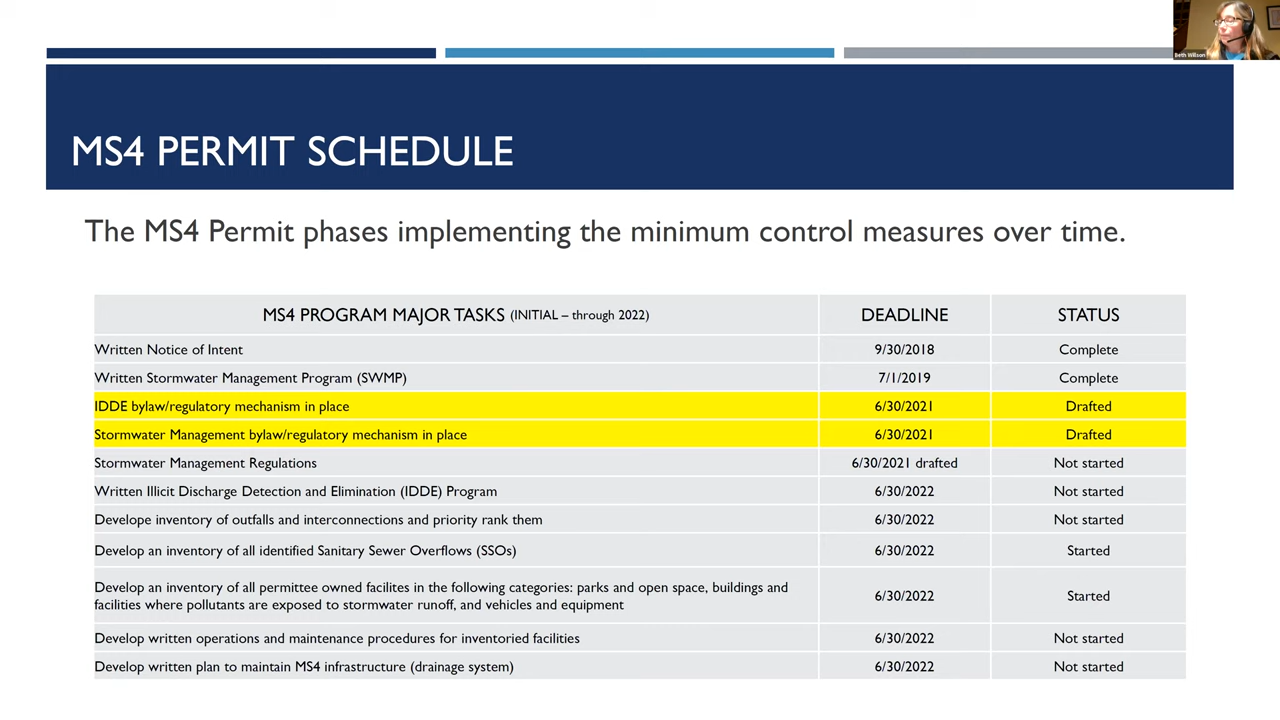 Beth Willson
MS4 PERMIT SCHEDULE
The MS4 Permit phases implementing the minimum control measures over time.
MS4 PROGRAM MAJOR TASKS (INITIAL – through 2022) DEADLINE STATUS
Written Notice of Intent 9/30/2018 Complete
Written Stormwater Management Program (SWMP) 7/1/2019 Complete
IDDE bylaw/regulatory mechanism in place 6/30/2021 Drafted
Stormwater Management bylaw/regulatory mechanism in place 6/30/2021 Drafted
Stormwater Management Regulations 6/30/2021 drafted Not started
Written Illicit Discharge Detection and Elimination (IDDE) Program 6/30/2022 Not started
Develope inventory of outfalls and interconnections and priority rank them 6/30/2022 Not started
Develop an inventory of all identified Sanitary Sewer Overflows (SSOs) 6/30/2022 Started
Develop an inventory of all permittee owned facilites in the following categories: parks and open space, buildings and
facilities where pollutants are exposed to stormwater runoff, and vehicles and equipment 6/30/2022 Started
Develop written operations and maintenance procedures for inventoried facilities 6/30/2022 Not started
Develop written plan to maintain MS4 infrastructure (drainage system) 6/30/2022 Not started